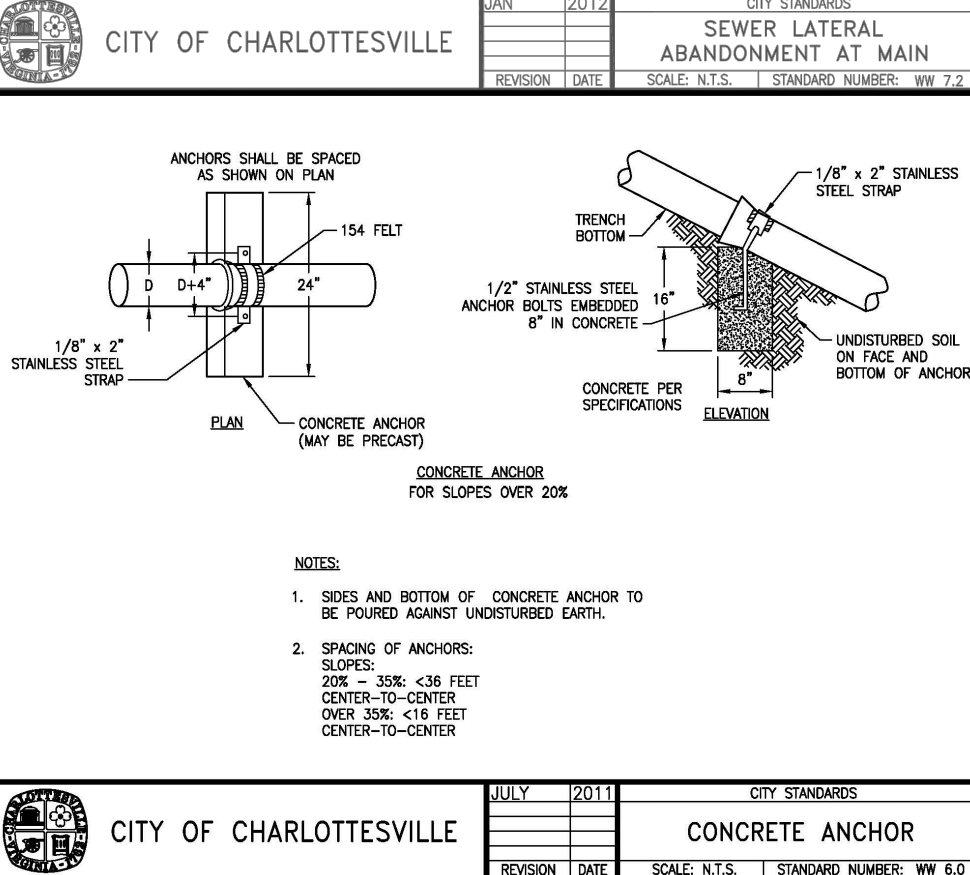 CHARLOTTESVILLE
VIRGINIA-1762
CITY OF CHARLOTTESVILLE
JAN 2012
REVISION DATE
CITY STANDARDS
SEWER LATERAL
ABANDONMENT AT MAIN
SCALE: N.T.S. STANDARD NUMBER: WW 7.2
ANCHORS SHALL BE SPACED
AS SHOWN ON PLAN
154 FELT
D
D+4"
24"
1/8" x 2"
STAINLESS STEEL
STRAP
PLAN
CONCRETE ANCHOR
(MAY BE PRECAST)
1/8" x 2" STAINLESS
STEEL STRAP
TRENCH
BOTTOM
1/2" STAINLESS STEEL
ANCHOR BOLTS EMBEDDED
8" IN CONCRETE
16"
UNDISTURBED SOIL
ON FACE AND
BOTTOM OF ANCHOR
8"
CONCRETE PER
SPECIFICATIONS
ELEVATION
CONCRETE ANCHOR
FOR SLOPES OVER 20%
NOTES:
1. SIDES AND BOTTOM OF CONCRETE ANCHOR TO
BE POURED AGAINST UNDISTURBED EARTH.
2. SPACING OF ANCHORS:
SLOPES:
20% – 35%: <36 FEET
CENTER–TO–CENTER
OVER 35%: <16 FEET
CENTER–TO–CENTER
CHARLOTTESVILLE
VIRGINIA-1762
CITY OF CHARLOTTESVILLE
JULY 2011
REVISION DATE
CITY STANDARDS
CONCRETE ANCHOR
SCALE: N.T.S. STANDARD NUMBER: WW 6.0